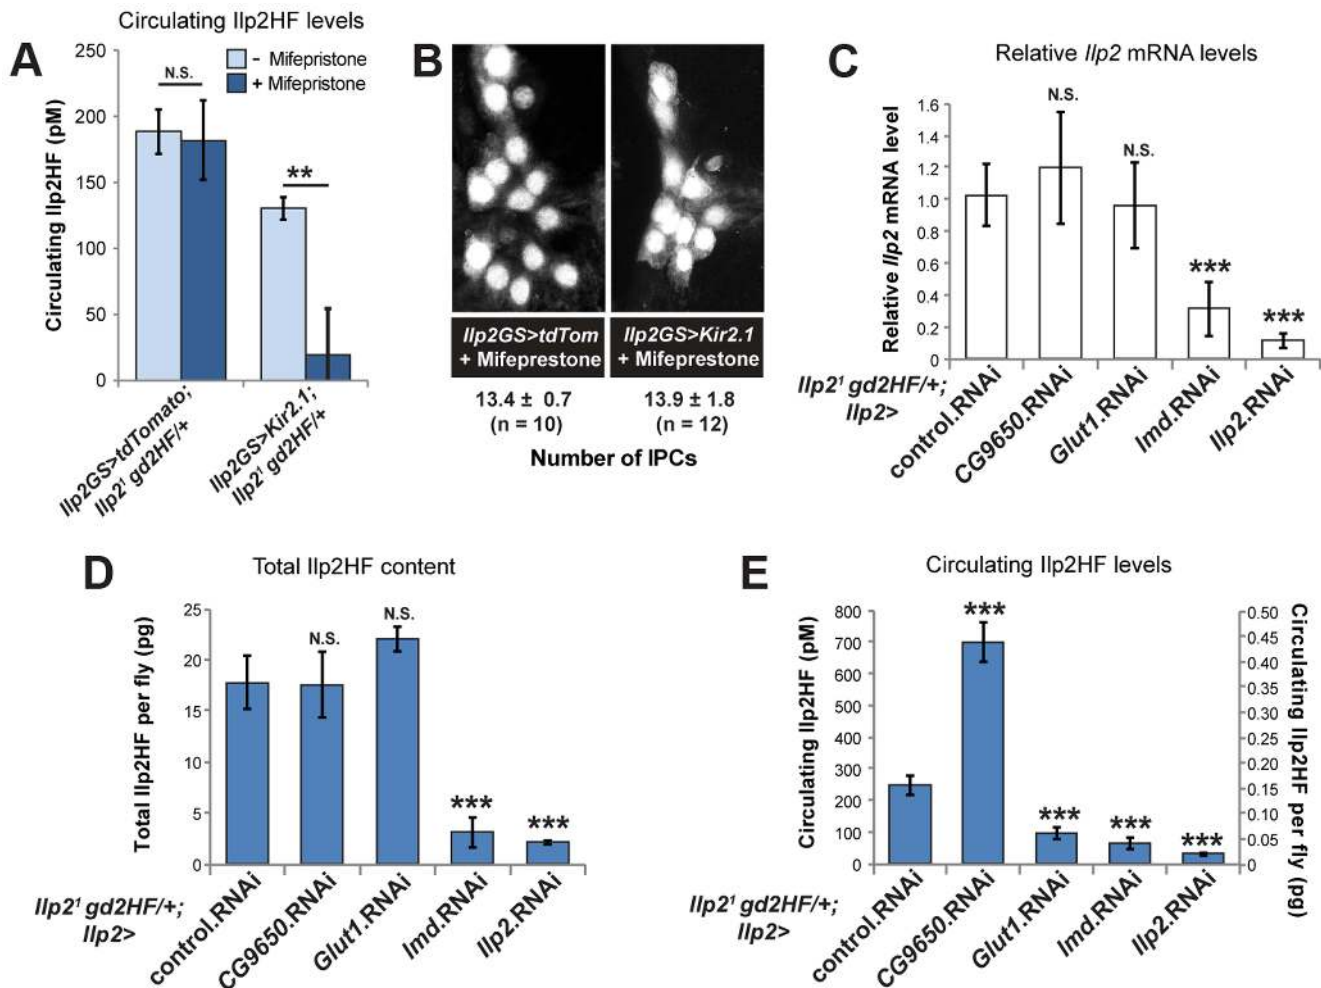 A
Circulating Ilp2HF levels
Circulating Ilp2HF (pM)
250
200
150
100
50
0
- Mifepristone
+ Mifepristone
N.S.
**
Ilp2GS>tdTomato;
Ilp2¹ gd2HF/+
Ilp2GS>Kir2.1;
Ilp2¹ gd2HF/+
B
Ilp2GS>tdTom
+ Mifeprestone
Ilp2GS>Kir2.1
+ Mifeprestone
13.4 ± 0.7
(n = 10)
13.9 ± 1.8
(n = 12)
Number of IPCs
C
Relative Ilp2 mRNA levels
Relative Ilp2 mRNA level
1.6
1.4
1.2
1.0
0.8
0.6
0.4
0.2
0
N.S.
N.S.
***
***
Ilp2¹ gd2HF/+;
Ilp2>
control.RNAi
CG9650.RNAi
Glut1.RNAi
lmd.RNAi
Ilp2.RNAi
D
Total Ilp2HF content
Total Ilp2HF per fly (pg)
25
20
15
10
5
0
N.S.
N.S.
***
***
Ilp2¹ gd2HF/+;
Ilp2>
control.RNAi
CG9650.RNAi
Glut1.RNAi
lmd.RNAi
Ilp2.RNAi
E
Circulating Ilp2HF levels
Circulating Ilp2HF (pM)
800
700
600
500
400
300
200
100
0
***
***
***
***
0.50
0.45
0.40
0.35
0.30
0.25
0.20
0.15
0.10
0.05
0
Circulating Ilp2HF per fly (pg)
Ilp2¹ gd2HF/+;
Ilp2>
control.RNAi
CG9650.RNAi
Glut1.RNAi
lmd.RNAi
Ilp2.RNAi